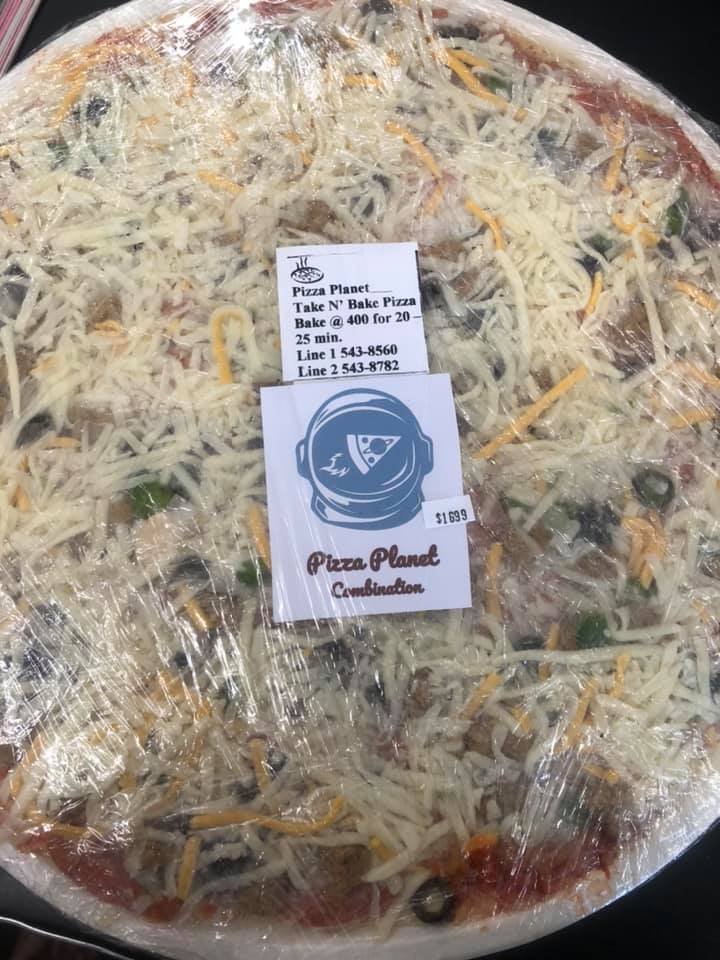 Pizza Planet
Take N' Bake Pizza
Bake @ 400 for 20 –
25 min.
Line 1 543-8560
Line 2 543-8782
$1699
Pizza Planet
Combination